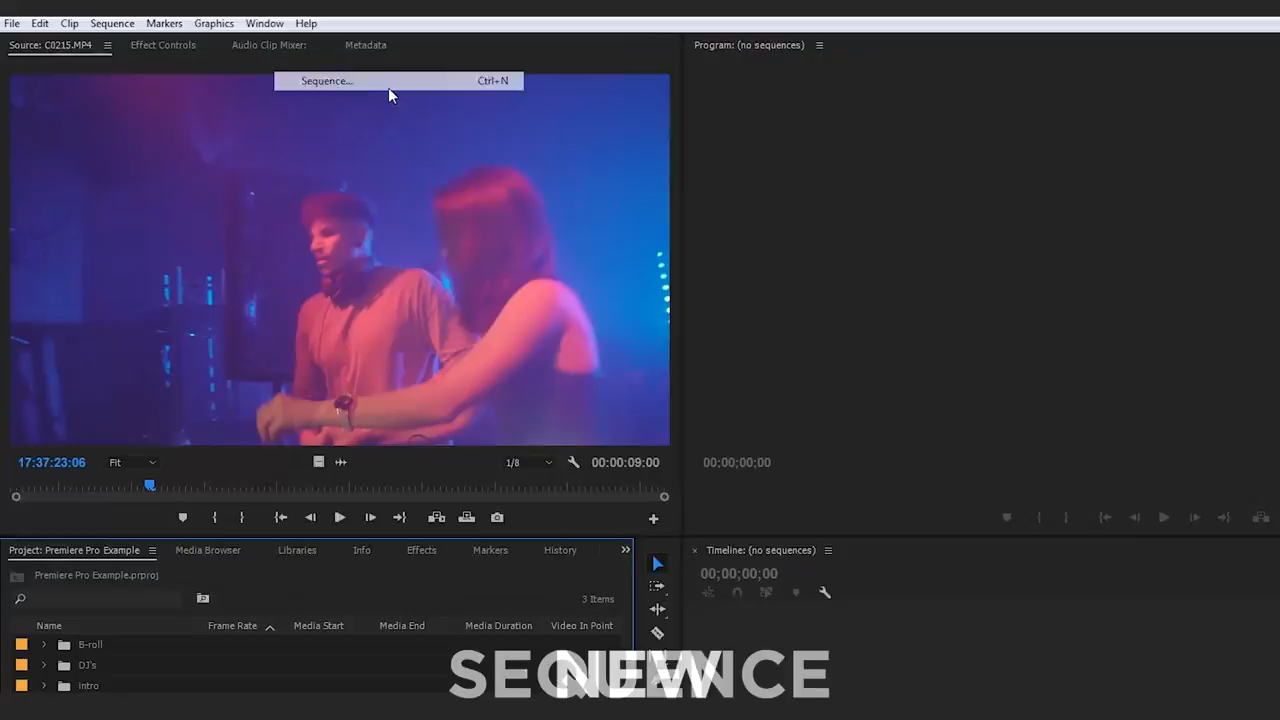 File Edit Clip Sequence Markers Graphics Window Help
Source: C0215.MP4 Effect Controls Audio Clip Mixer: Metadata
Program: (no sequences)
Sequence... Ctrl+N
17:37:23:06 Fit 1/8 00:00:09:00
00;00;00;00
Project: Premiere Pro Example Media Browser Libraries Info Effects Markers History
Timeline: (no sequences)
Premiere Pro Example.prproj
00;00;00;00
3 Items
Name Frame Rate Media Start Media End Media Duration Video In Point
B-roll
DJ's
Intro
SEQUENCE
NEW